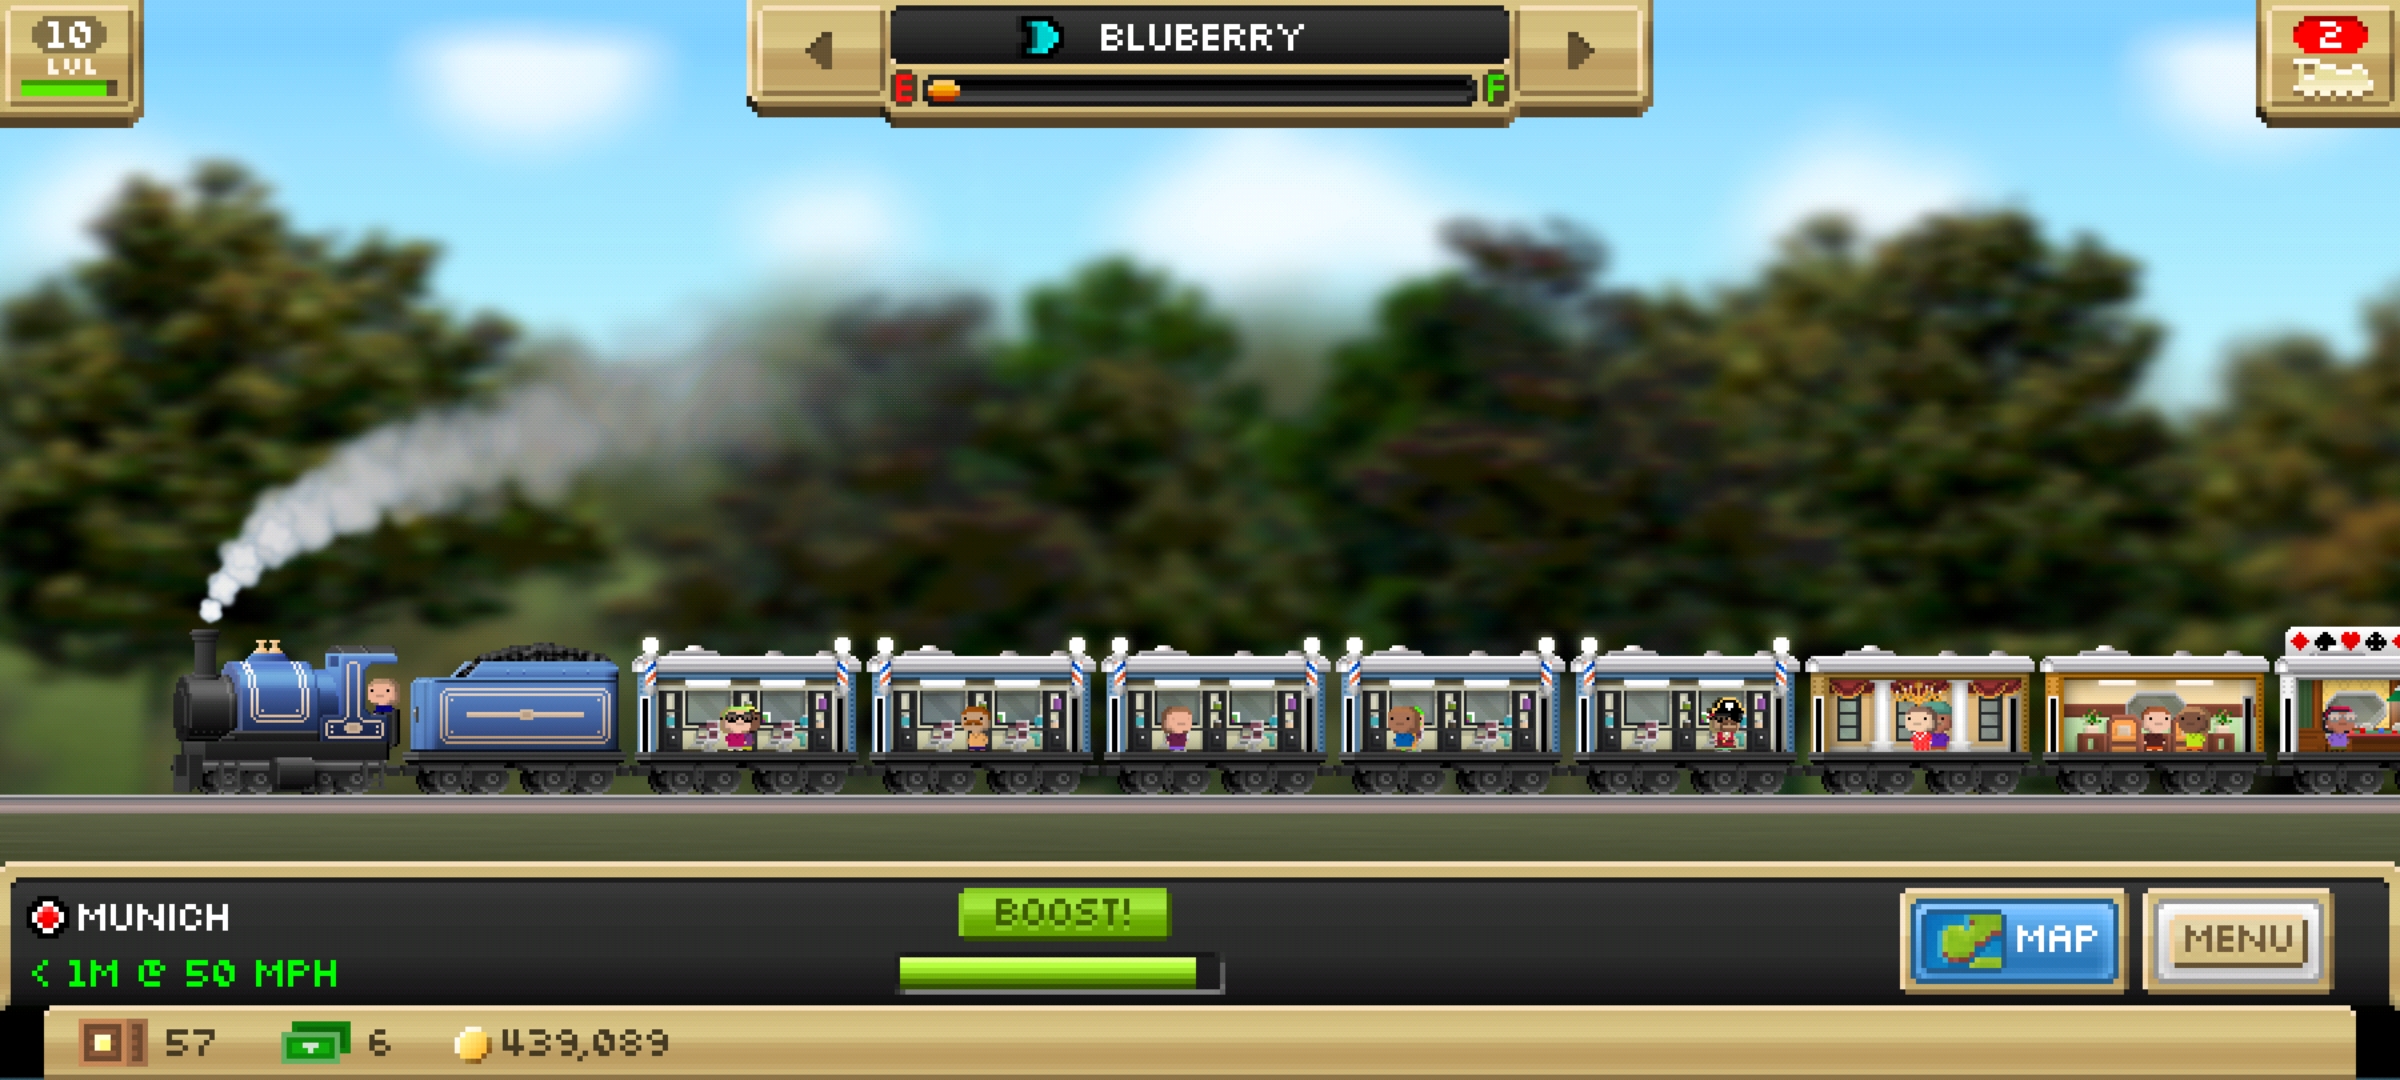 10
LVL
BLUBERRY
E F
2
MUNICH
< 1M @ 50 MPH
BOOST!
MAP
MENU
57 6 439,089